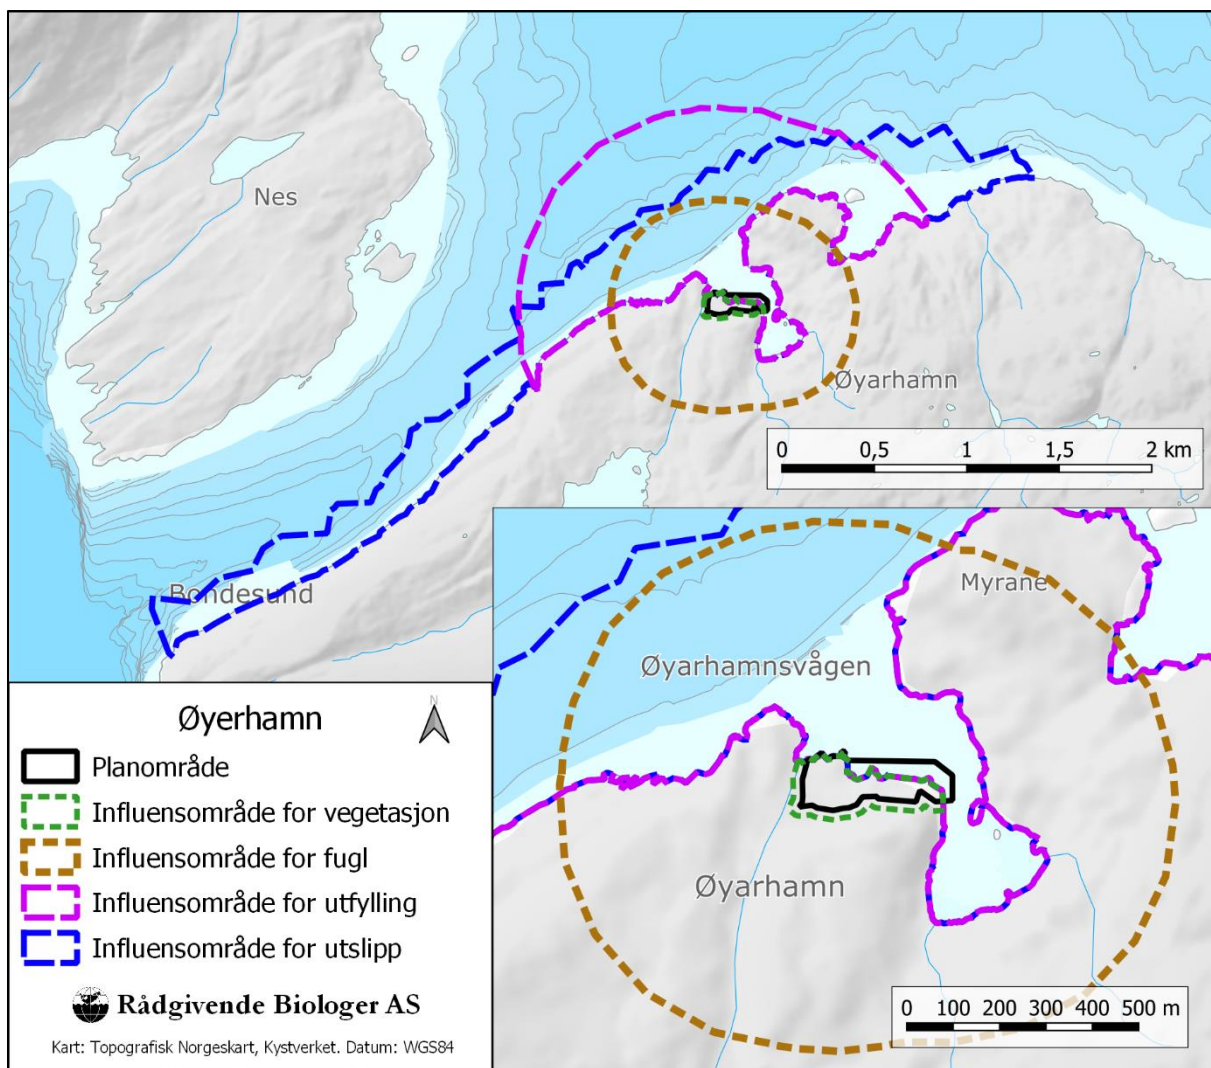 Nes
Øyarhamn
0 0,5 1 1,5 2 km
Bondesund
Myrane
Øyarhamnsvågen
Øyarhamn
0 100 200 300 400 500 m
Øyerhamn
N
Planområde
Influensområde for vegetasjon
Influensområde for fugl
Influensområde for utfylling
Influensområde for utslipp
Rådgivende Biologer AS
Kart: Topografisk Norgeskart, Kystverket. Datum: WGS84